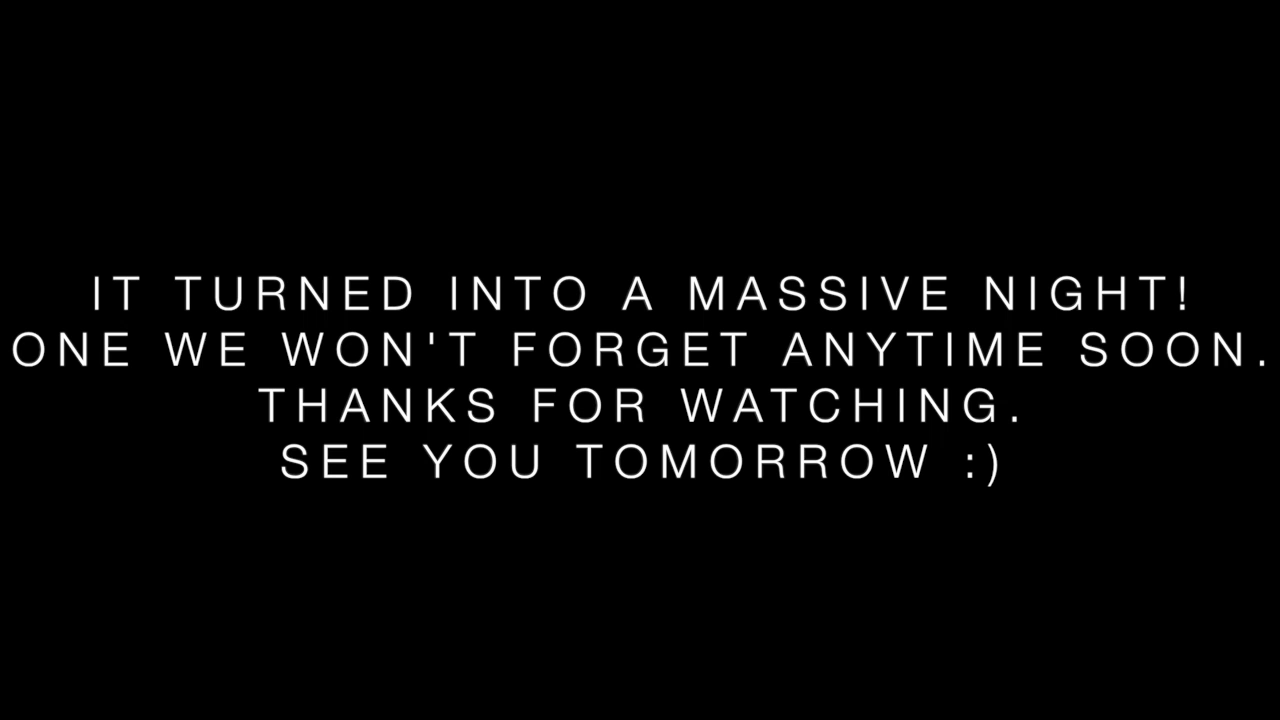 IT TURNED INTO A MASSIVE NIGHT!
ONE WE WON'T FORGET ANYTIME SOON.
THANKS FOR WATCHING.
SEE YOU TOMORROW :)